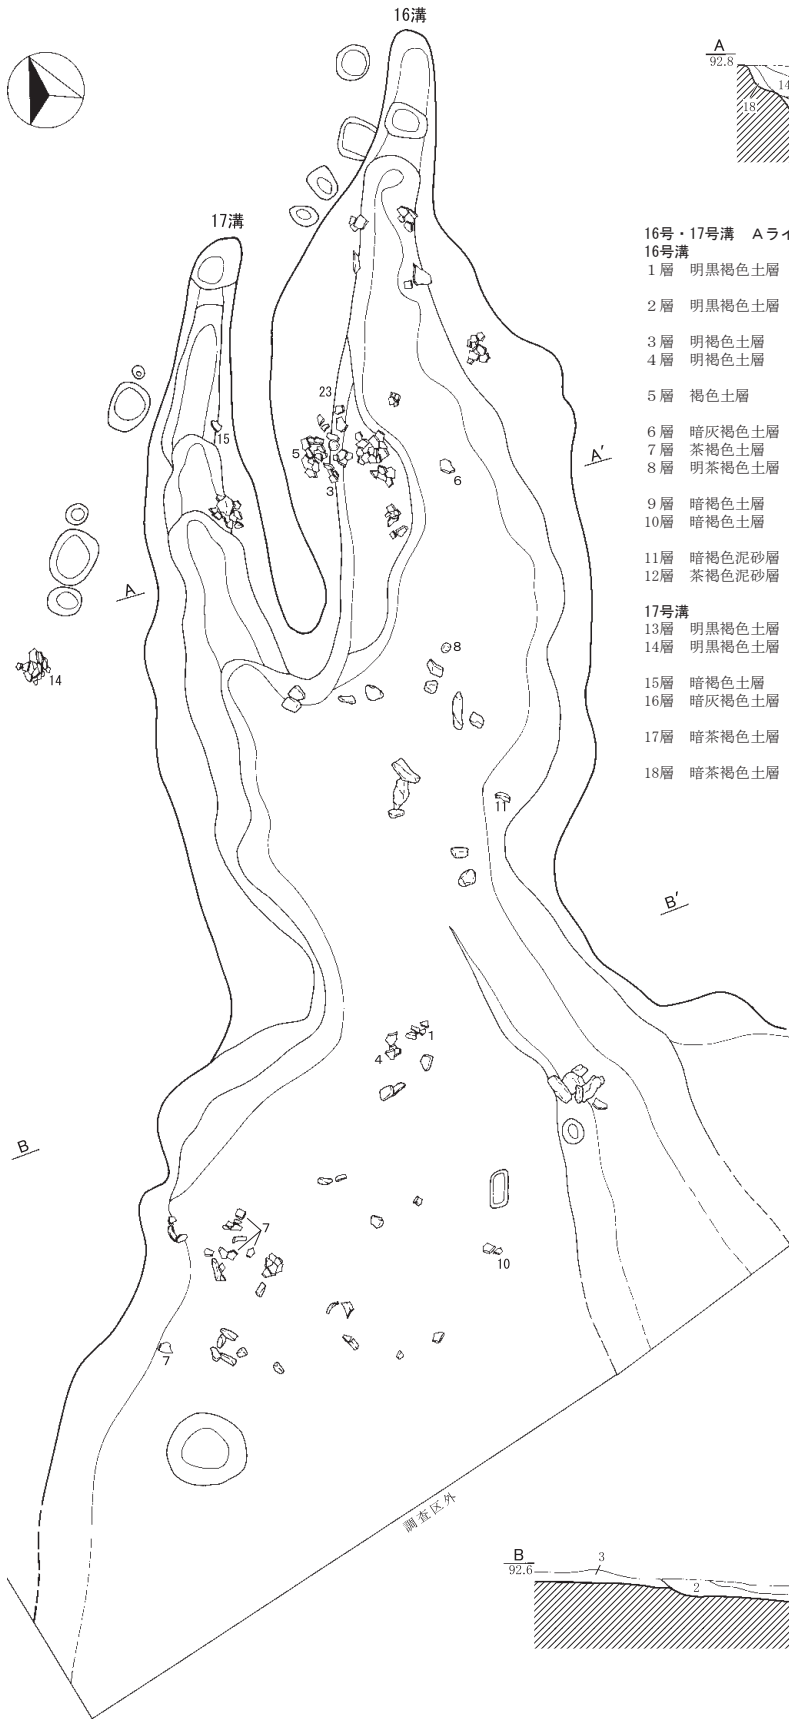 16溝
17溝
A
92.8
14
18
16号・17号溝　Aライ
16号溝
1層　明黒褐色土層
2層　明黒褐色土層
3層　明褐色土層
4層　明褐色土層
5層　褐色土層
6層　暗灰褐色土層
7層　茶褐色土層
8層　明茶褐色土層
9層　暗褐色土層
10層　暗褐色土層
11層　暗褐色泥砂層
12層　茶褐色泥砂層
17号溝
13層　明黒褐色土層
14層　明黒褐色土層
15層　暗褐色土層
16層　暗灰褐色土層
17層　暗茶褐色土層
18層　暗茶褐色土層
23
15
5
3
6
A′
A
8
14
11
B′
1
4
B
7
10
7
調査区外
B
92.6
3
2